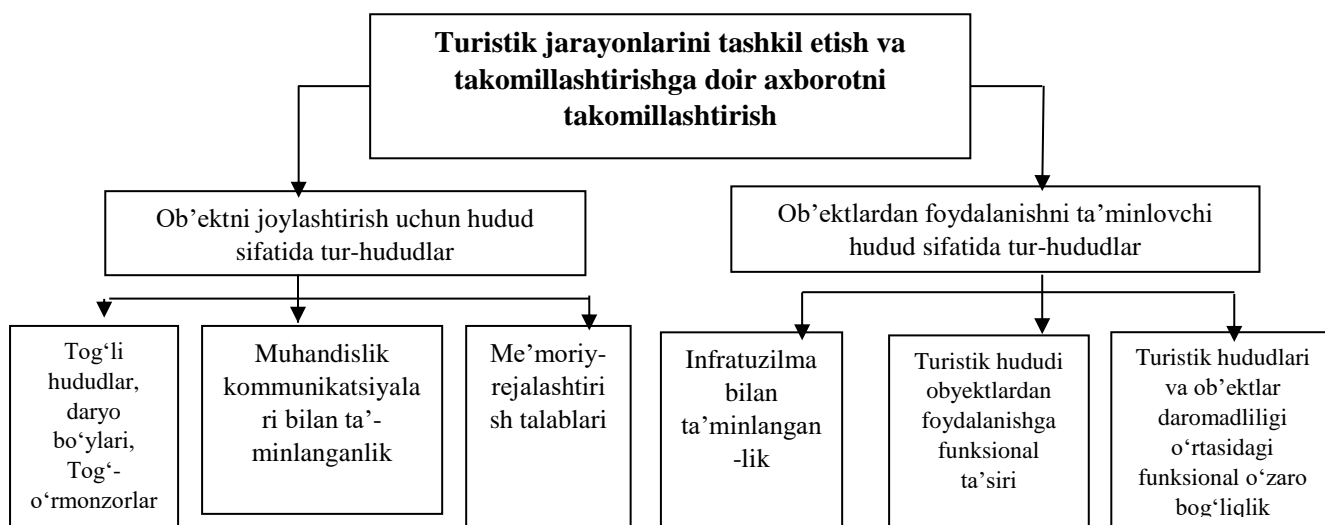 Turistik jarayonlarini tashkil etish va
takomillashtirishga doir axborotni
takomillashtirish
Ob’ektni joylashtirish uchun hudud
sifatida tur-hududlar
Ob’ektlardan foydalanishni ta’minlovchi
hudud sifatida tur-hududlar
Tog‘li
hududlar,
daryo
bo‘ylari,
Tog‘-
o‘rmonzorlar
Muhandislik
kommunikatsiyala
ri bilan ta’-
minlanganlik
Me’moriy-
rejalashtiri
sh talablari
Infratuzilma
bilan
ta’minlangan
-lik
Turistik hududi
obyektlardan
foydalanishga
funksional
ta’siri
Turistik hududlari
va ob’ektlar
daromadliligi
o‘rtasidagi
funksional o‘zaro
bog‘liqlik